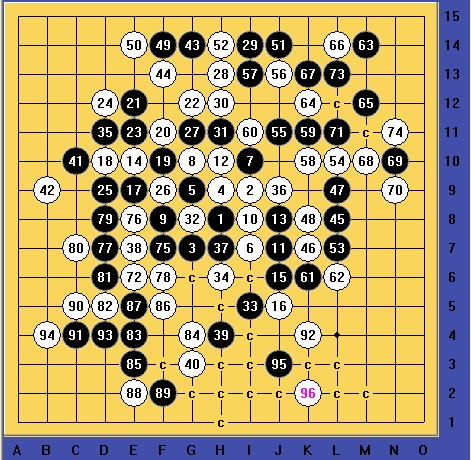 15
50 49 43 52 29 51 66 63 14
44 28 57 56 67 73 13
24 21 22 30 64 c 65 12
35 23 20 27 31 60 55 59 71 c 74 11
41 18 14 19 8 12 7 58 54 68 69 10
42 25 17 26 5 4 2 36 47 70 9
79 76 9 32 1 10 13 48 45 8
80 77 38 75 3 37 6 11 46 53 7
81 72 78 c 34 c 15 61 62 6
90 82 87 86 c 33 16 5
94 91 93 83 84 39 c 92 4
85 c 40 c c 95 c c 3
88 89 c c c c 96 c c 2
c 1
A B C D E F G H I J K L M N O